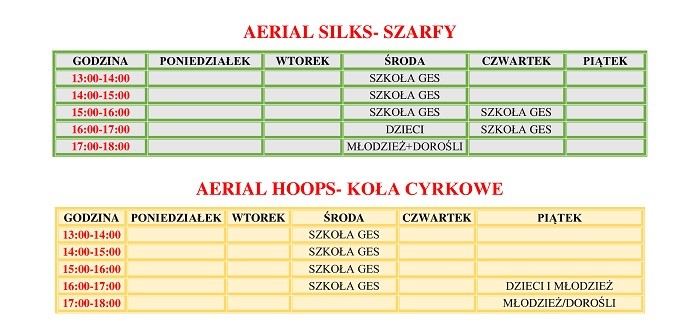 AERIAL SILKS- SZARFY
GODZINA PONIEDZIAŁEK WTOREK ŚRODA CZWARTEK PIĄTEK
13:00-14:00 SZKOŁA GES
14:00-15:00 SZKOŁA GES
15:00-16:00 SZKOŁA GES SZKOŁA GES
16:00-17:00 DZIECI SZKOŁA GES
17:00-18:00 MŁODZIEŻ+DOROŚLI
AERIAL HOOPS- KOŁA CYRKOWE
GODZINA PONIEDZIAŁEK WTOREK ŚRODA CZWARTEK PIĄTEK
13:00-14:00 SZKOŁA GES
14:00-15:00 SZKOŁA GES
15:00-16:00 SZKOŁA GES
16:00-17:00 SZKOŁA GES DZIECI I MŁODZIEŻ
17:00-18:00 MŁODZIEŻ/DOROŚLI